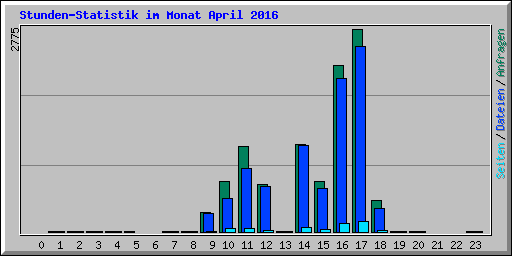 Stunden-Statistik im Monat April 2016
2775
Seiten / Dateien / Anfragen
0 1 2 3 4 5 6 7 8 9 10 11 12 13 14 15 16 17 18 19 20 21 22 23